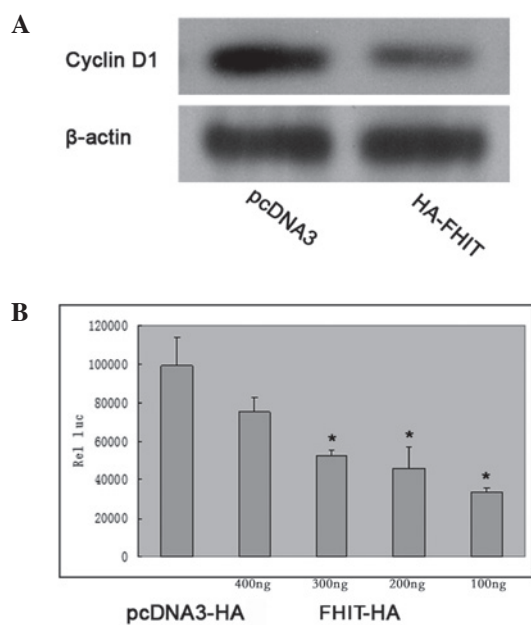 A
Cyclin D1
β-actin
pcDNA3 HA-FHIT
B
120000
100000
80000
60000
40000
20000
0
Rel luc
* * *
400ng 300ng 200ng 100ng
pcDNA3-HA FHIT-HA